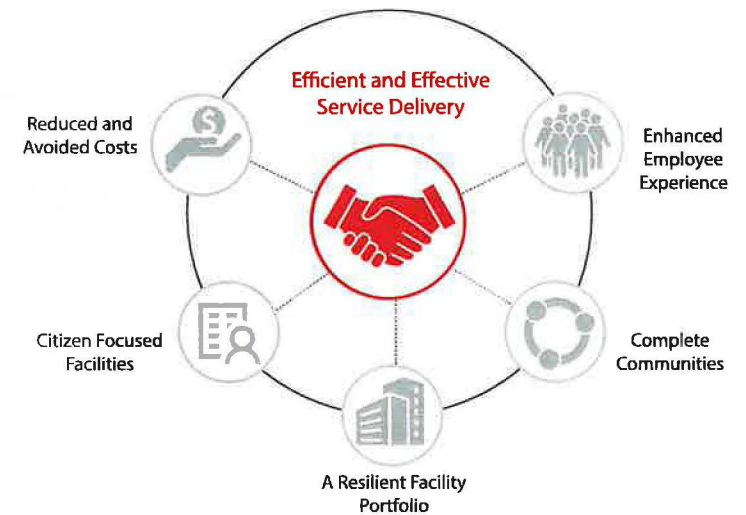 Efficient and Effective
Service Delivery
Reduced and
Avoided Costs
$
Enhanced
Employee
Experience
Citizen Focused
Facilities
Complete
Communities
A Resilient Facility
Portfolio